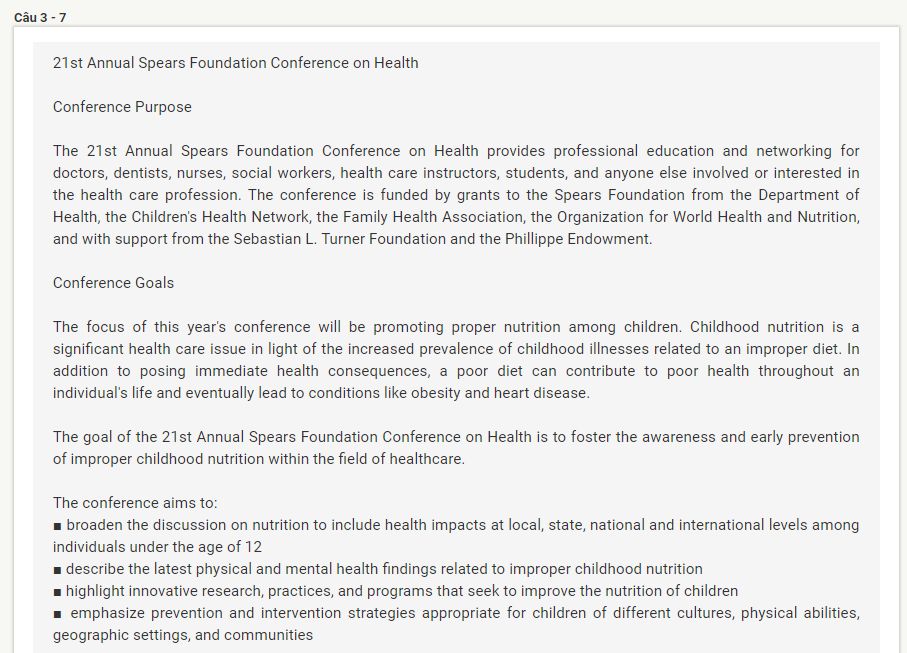 Câu 3 - 7
21st Annual Spears Foundation Conference on Health
Conference Purpose
The 21st Annual Spears Foundation Conference on Health provides professional education and networking for
doctors, dentists, nurses, social workers, health care instructors, students, and anyone else involved or interested in
the health care profession. The conference is funded by grants to the Spears Foundation from the Department of
Health, the Children's Health Network, the Family Health Association, the Organization for World Health and Nutrition,
and with support from the Sebastian L. Turner Foundation and the Phillippe Endowment.
Conference Goals
The focus of this year's conference will be promoting proper nutrition among children. Childhood nutrition is a
significant health care issue in light of the increased prevalence of childhood illnesses related to an improper diet. In
addition to posing immediate health consequences, a poor diet can contribute to poor health throughout an
individual's life and eventually lead to conditions like obesity and heart disease.
The goal of the 21st Annual Spears Foundation Conference on Health is to foster the awareness and early prevention
of improper childhood nutrition within the field of healthcare.
The conference aims to:
■ broaden the discussion on nutrition to include health impacts at local, state, national and international levels among
individuals under the age of 12
■ describe the latest physical and mental health findings related to improper childhood nutrition
■ highlight innovative research, practices, and programs that seek to improve the nutrition of children
■ emphasize prevention and intervention strategies appropriate for children of different cultures, physical abilities,
geographic settings, and communities